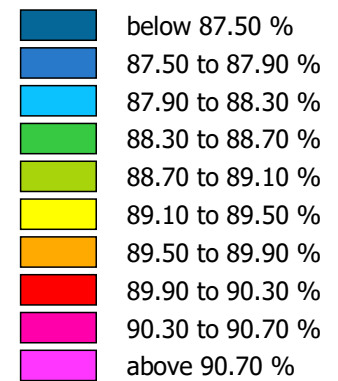 below 87.50 %
87.50 to 87.90 %
87.90 to 88.30 %
88.30 to 88.70 %
88.70 to 89.10 %
89.10 to 89.50 %
89.50 to 89.90 %
89.90 to 90.30 %
90.30 to 90.70 %
above 90.70 %